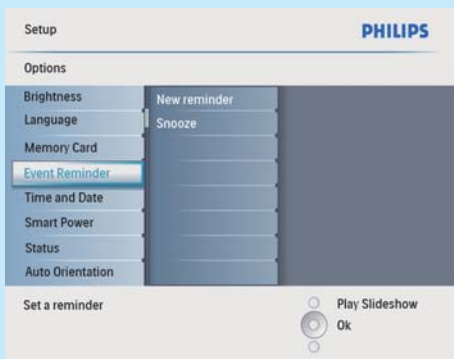 Setup
PHILIPS
Options
Brightness
Language
Memory Card
Event Reminder
Time and Date
Smart Power
Status
Auto Orientation
New reminder
Snooze
Set a reminder
Play Slideshow
Ok